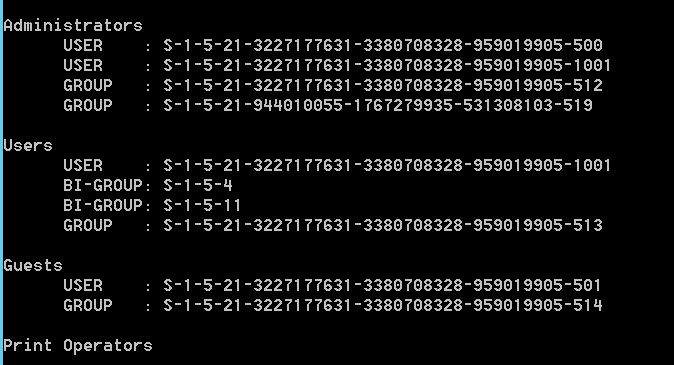 Administrators
USER : S-1-5-21-3227177631-3380708328-959019905-500
USER : S-1-5-21-3227177631-3380708328-959019905-1001
GROUP : S-1-5-21-3227177631-3380708328-959019905-512
GROUP : S-1-5-21-944010055-1767279935-531308103-519
Users
USER : S-1-5-21-3227177631-3380708328-959019905-1001
BI-GROUP: S-1-5-4
BI-GROUP: S-1-5-11
GROUP : S-1-5-21-3227177631-3380708328-959019905-513
Guests
USER : S-1-5-21-3227177631-3380708328-959019905-501
GROUP : S-1-5-21-3227177631-3380708328-959019905-514
Print Operators